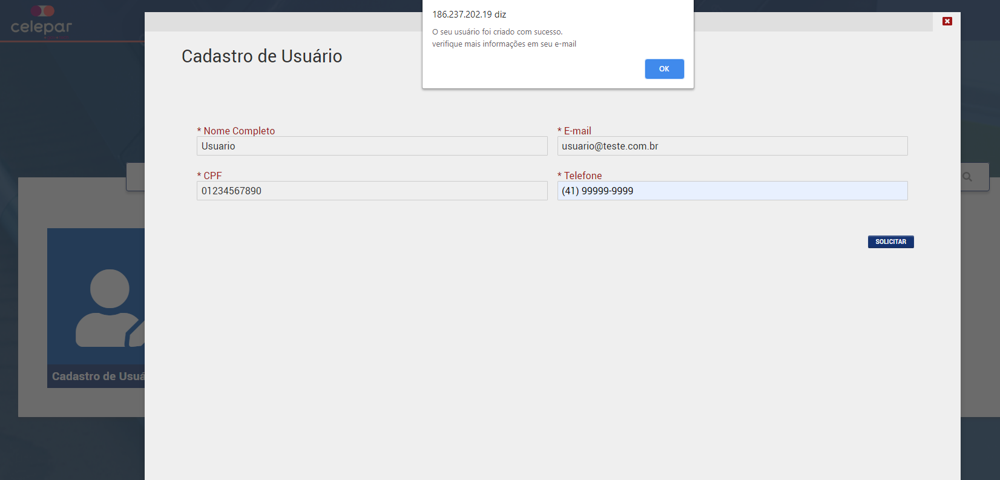 celepar
186.237.202.19 diz
O seu usuário foi criado com sucesso.
verifique mais informações em seu e-mail
OK
Cadastro de Usuário
* Nome Completo
* E-mail
Usuario
usuario@teste.com.br
* CPF
* Telefone
01234567890
(41) 99999-9999
SOLICITAR
Cadastro de Usuá